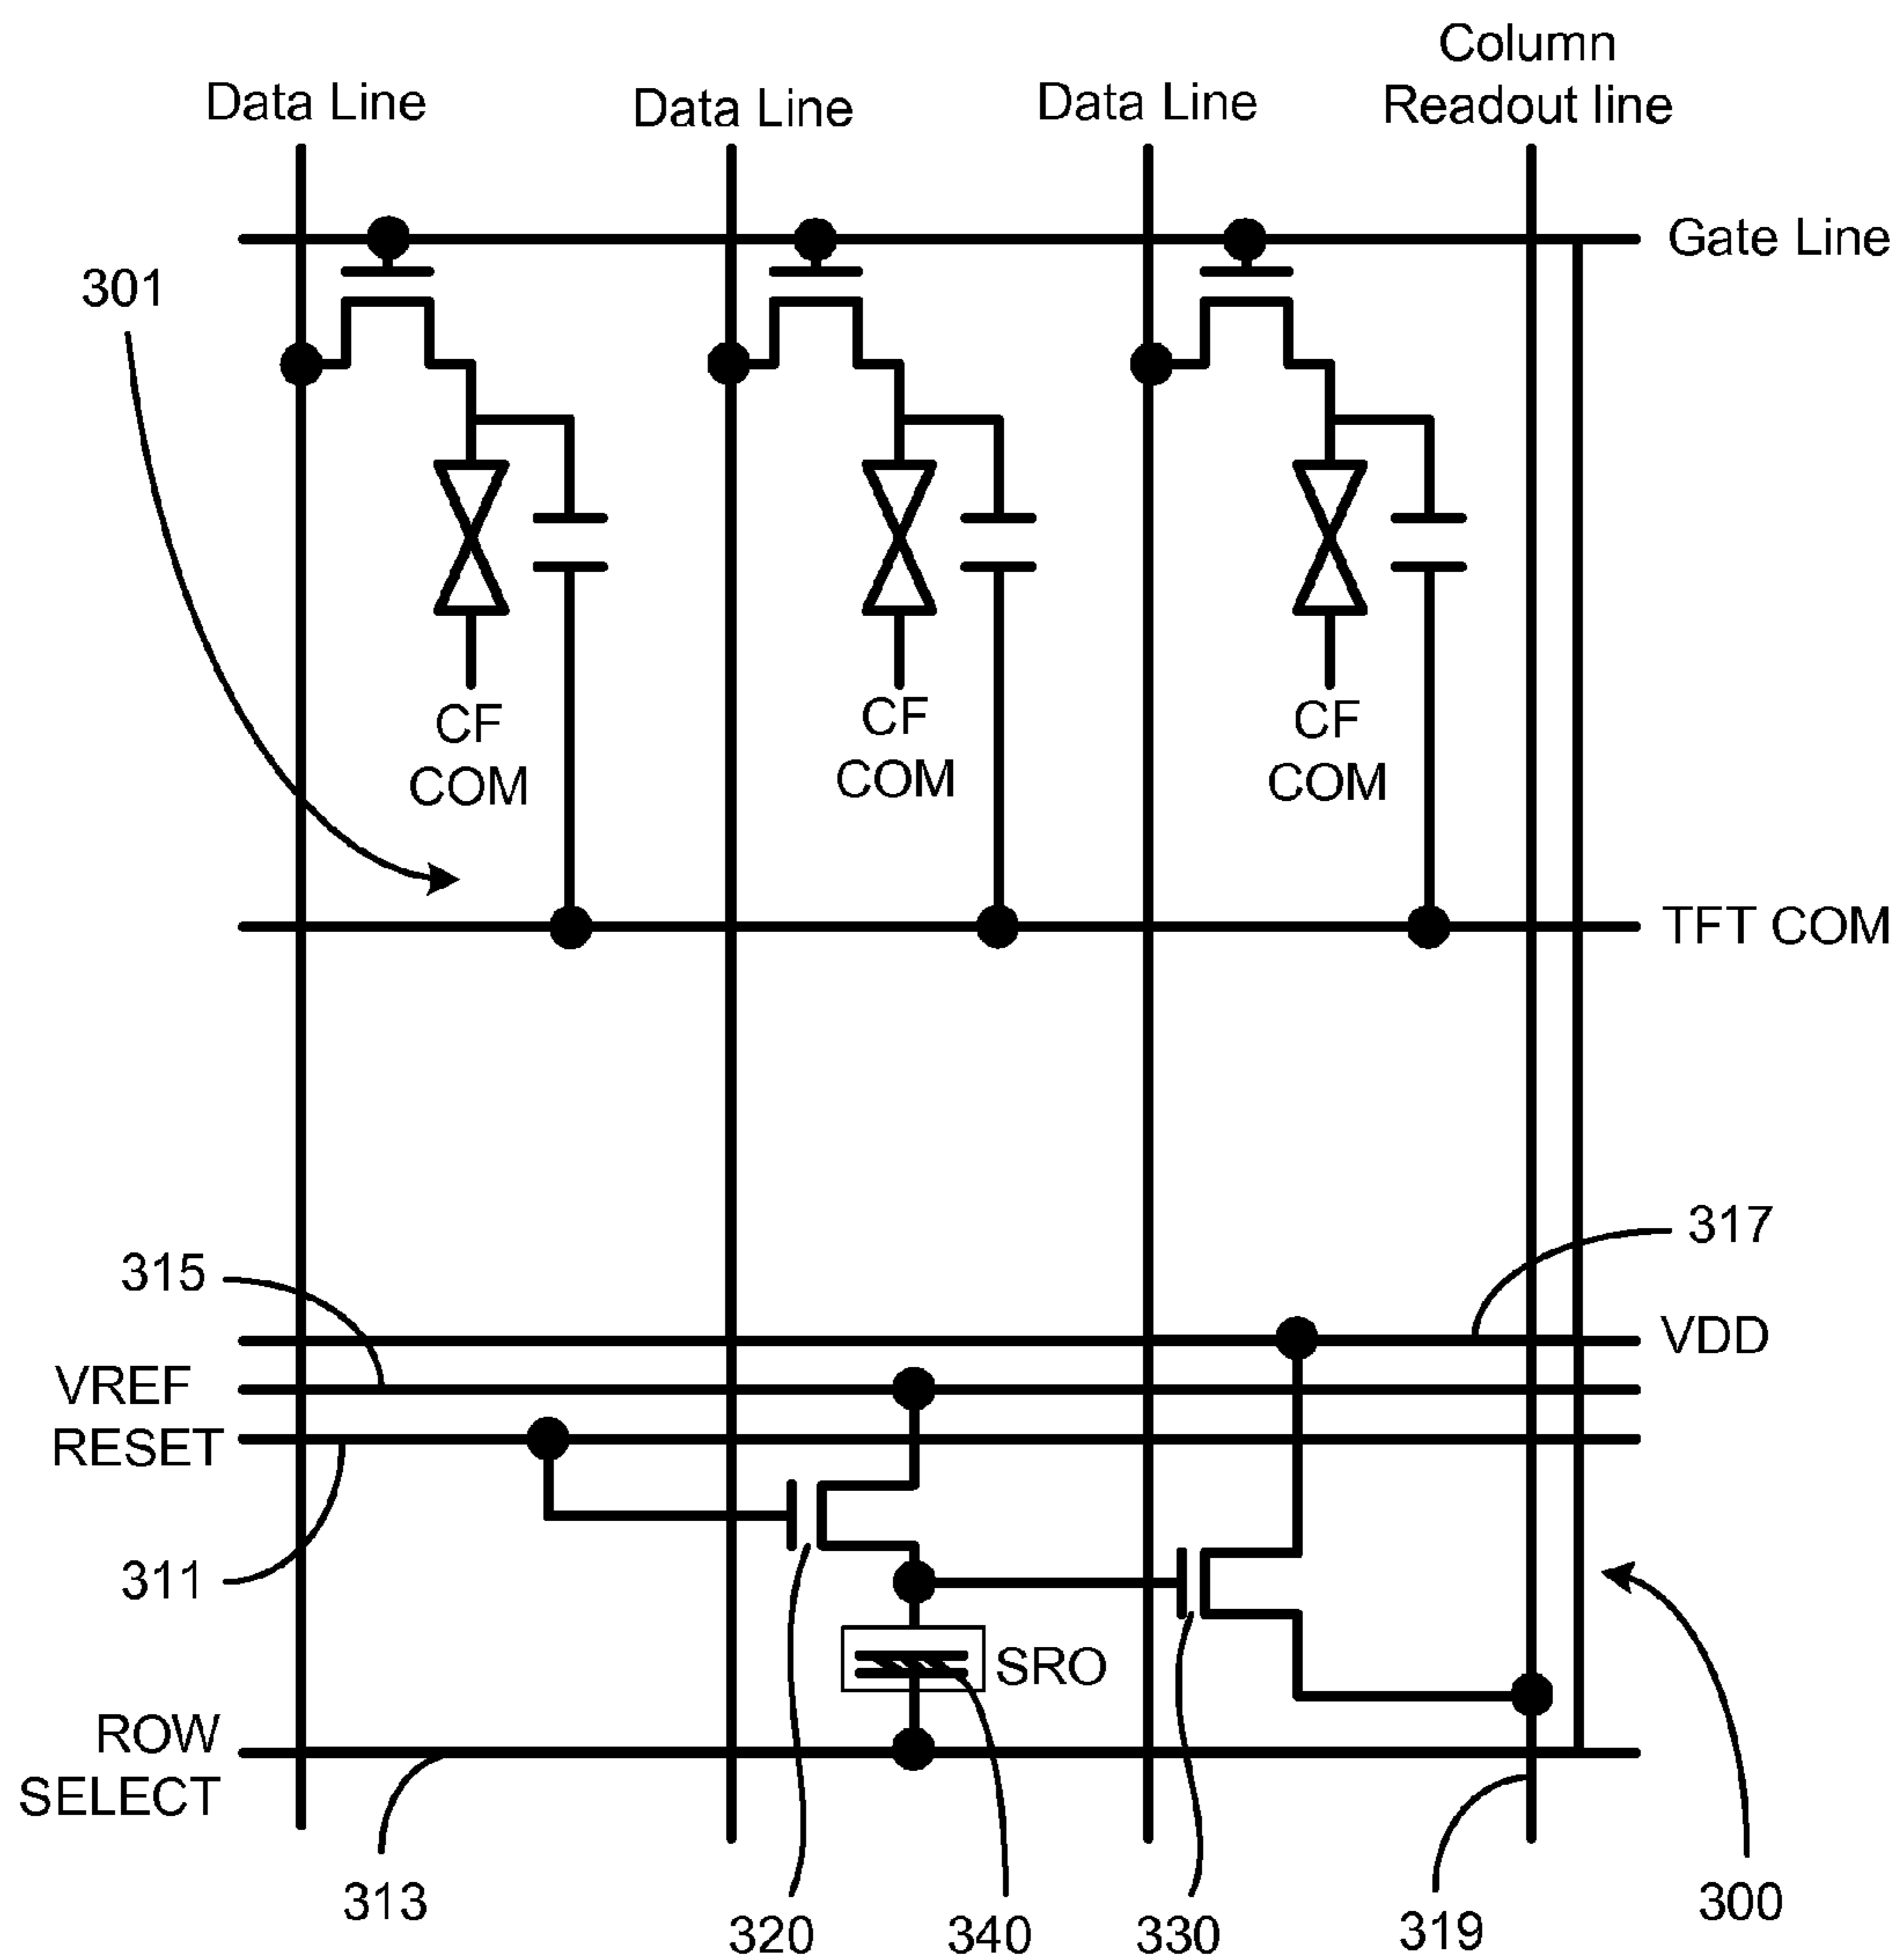 Column
Data Line
Data Line
Data Line
Readout line
Gate Line
301
CF
COM
CF
COM
CF
COM
TFT COM
317
315
VDD
VREF
RESET
311
SRO
ROW
SELECT
313
320
340
330
319
300